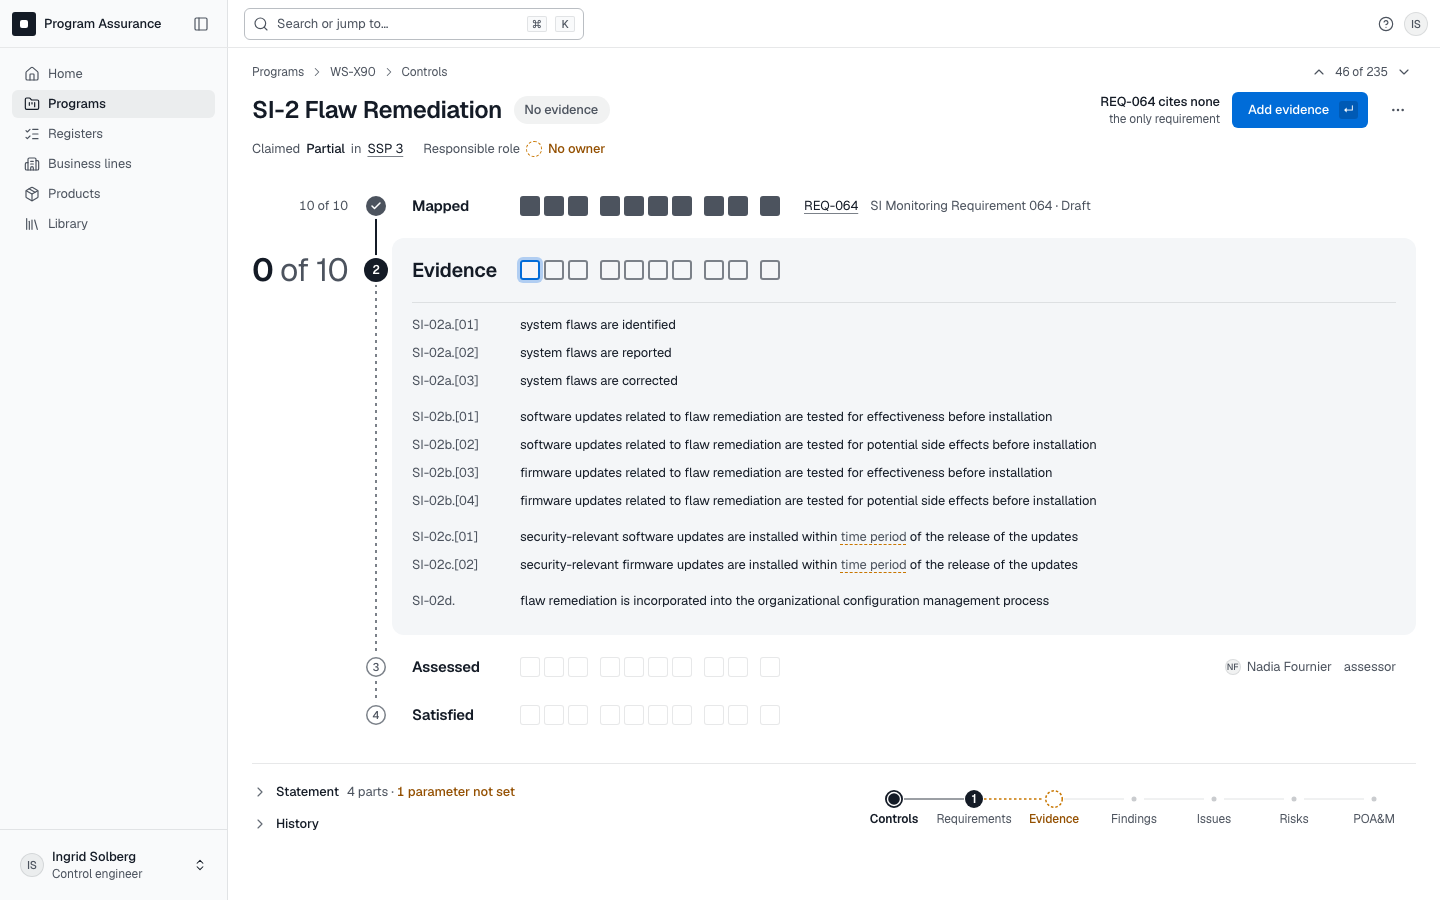 Program Assurance
Search or jump to...
⌘ K
IS
Home
Programs
Registers
Business lines
Products
Library
Programs > WS-X90 > Controls
46 of 235
SI-2 Flaw Remediation
No evidence
REQ-064 cites none
the only requirement
Add evidence
Claimed Partial in SSP 3
Responsible role No owner
10 of 10
Mapped
REQ-064 SI Monitoring Requirement 064 · Draft
0 of 10
2
Evidence
SI-02a.[01] system flaws are identified
SI-02a.[02] system flaws are reported
SI-02a.[03] system flaws are corrected
SI-02b.[01] software updates related to flaw remediation are tested for effectiveness before installation
SI-02b.[02] software updates related to flaw remediation are tested for potential side effects before installation
SI-02b.[03] firmware updates related to flaw remediation are tested for effectiveness before installation
SI-02b.[04] firmware updates related to flaw remediation are tested for potential side effects before installation
SI-02c.[01] security-relevant software updates are installed within time period of the release of the updates
SI-02c.[02] security-relevant firmware updates are installed within time period of the release of the updates
SI-02d. flaw remediation is incorporated into the organizational configuration management process
3 Assessed
NF Nadia Fournier assessor
4 Satisfied
Statement 4 parts · 1 parameter not set
History
1
Controls Requirements Evidence Findings Issues Risks POA&M
IS
Ingrid Solberg
Control engineer